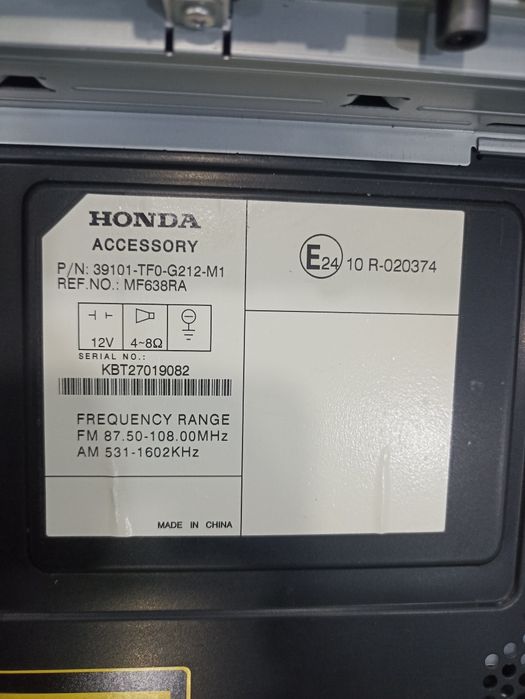 HONDA
ACCESSORY
P/N: 39101-TF0-G212-M1
REF.NO.: MF638RA
12V 4~8Ω
SERIAL NO.:
KBT27019082
FREQUENCY RANGE
FM 87.50-108.00MHz
AM 531-1602KHz
MADE IN CHINA
E24 10 R-020374